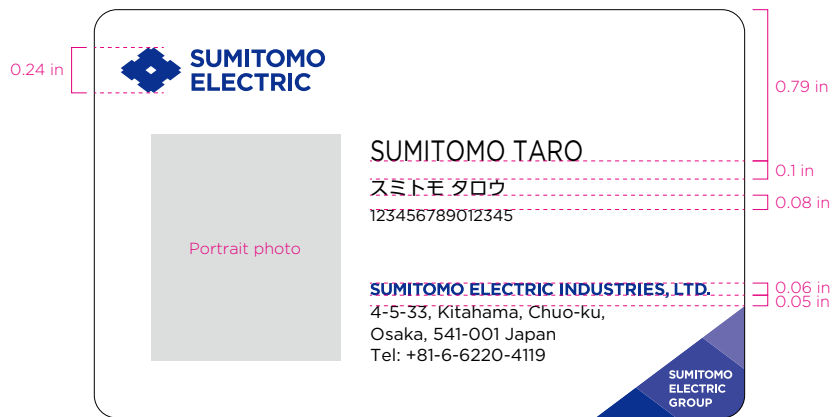 0.24 in
SUMITOMO
ELECTRIC
0.79 in
SUMITOMO TARO
0.1 in
スミトモ タロウ
0.08 in
123456789012345
Portrait photo
SUMITOMO ELECTRIC INDUSTRIES, LTD.
0.06 in
0.05 in
4-5-33, Kitahama, Chuo-ku,
Osaka, 541-001 Japan
Tel: +81-6-6220-4119
SUMITOMO
ELECTRIC
GROUP